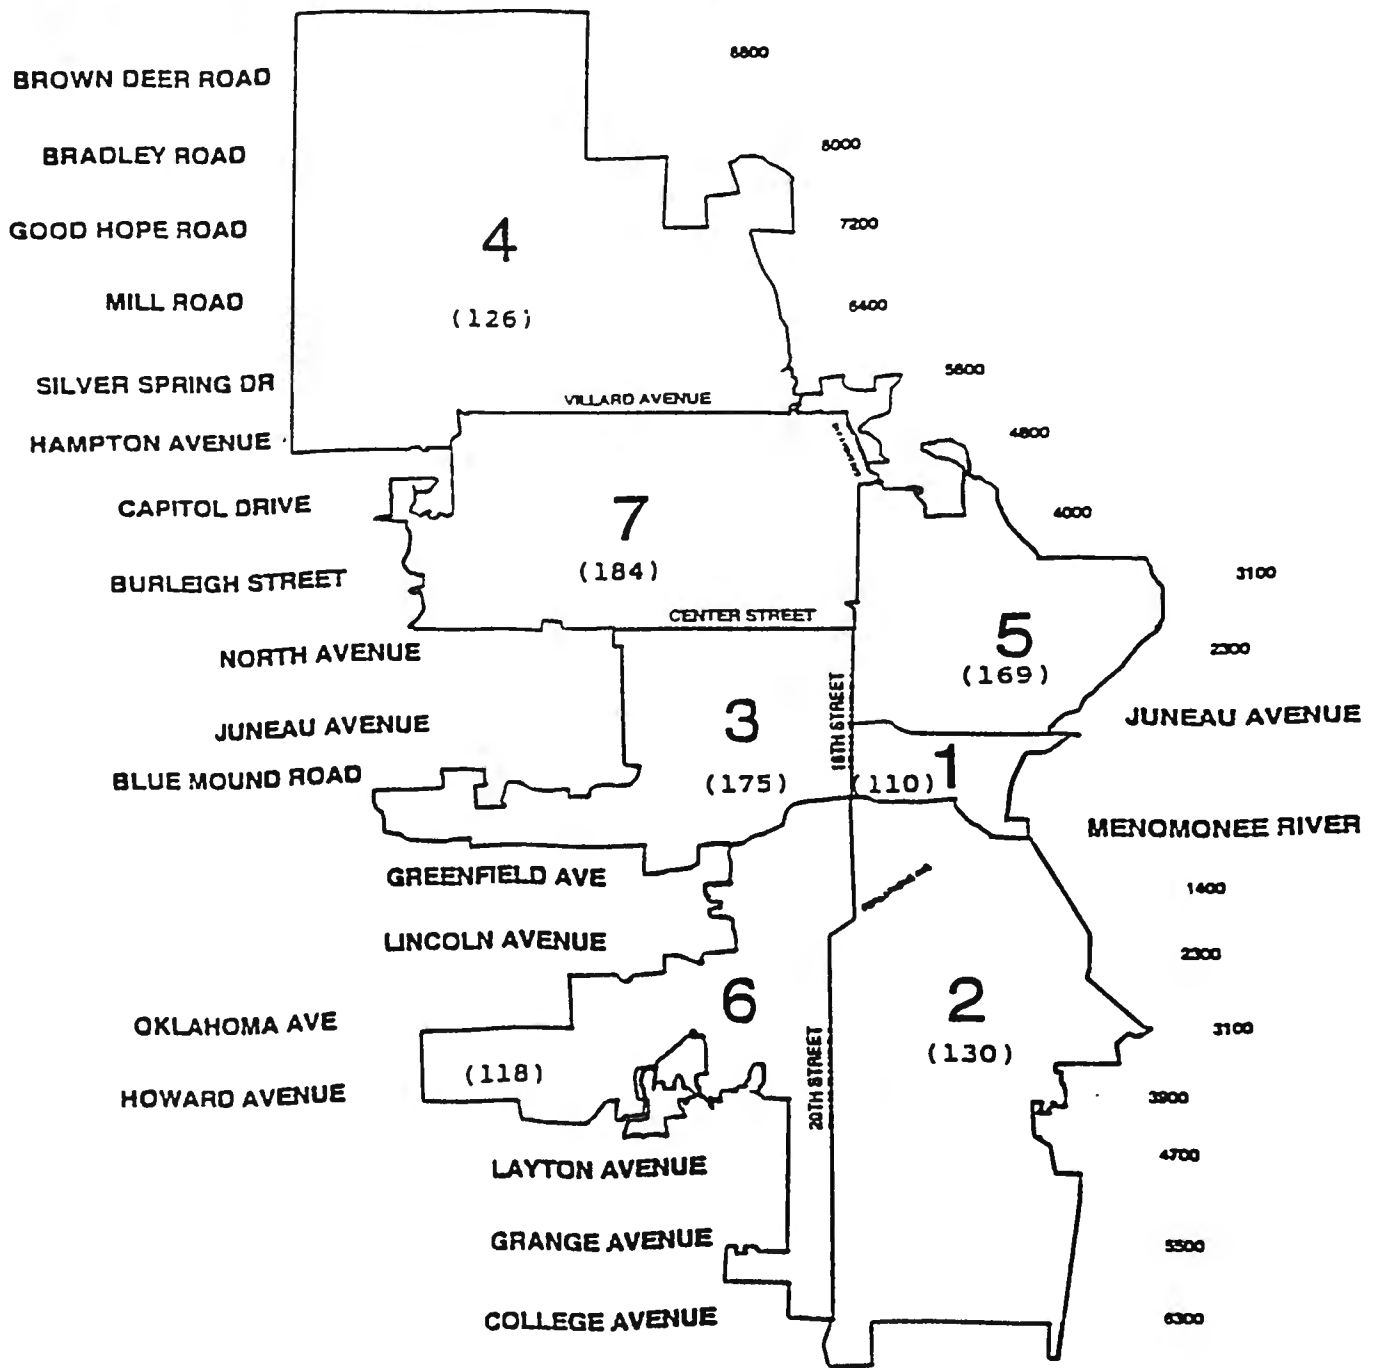 8800
BROWN DEER ROAD
8000
BRADLEY ROAD
7200
GOOD HOPE ROAD
4
MILL ROAD
6400
(126)
5600
SILVER SPRING DR
VILLARD AVENUE
4800
HAMPTON AVENUE
CAPITOL DRIVE
4000
7
(184)
3100
BURLEIGH STREET
CENTER STREET
5
(169)
2300
NORTH AVENUE
16TH STREET
JUNEAU AVENUE
JUNEAU AVENUE
3
(175)
1
(110)
BLUE MOUND ROAD
MENOMONEE RIVER
GREENFIELD AVE
1400
LINCOLN AVENUE
2300
6
2
(130)
OKLAHOMA AVE
3100
(118)
20TH STREET
HOWARD AVENUE
3900
4700
LAYTON AVENUE
GRANGE AVENUE
5500
COLLEGE AVENUE
6300